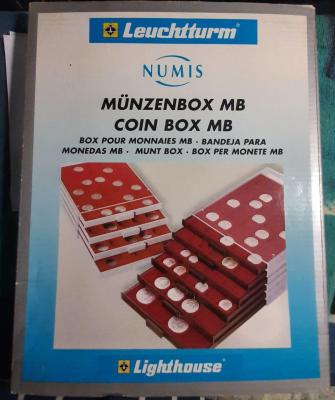 Leuchtturm®
NUMIS
MÜNZENBOX MB
COIN BOX MB
BOX POUR MONNAIES MB · BANDEJA PARA
MONEDAS MB · MUNT BOX · BOX PER MONETE MB
Lighthouse®